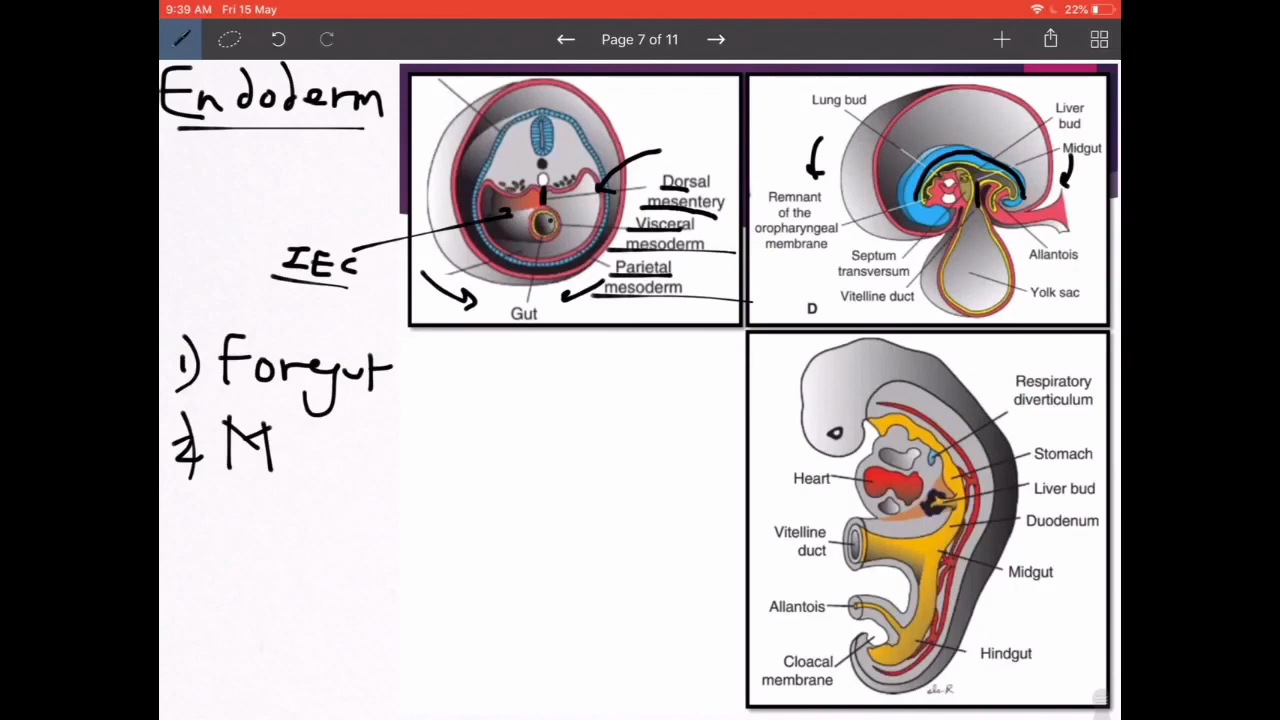 9:39 AM Fri 15 May
22%
Page 7 of 11
Endoderm
IEC
1) Foregut
2) M
Dorsal
mesentery
Visceral
mesoderm
Parietal
mesoderm
Gut
Lung bud
Liver
bud
Midgut
Remnant
of the
oropharyngeal
membrane
Septum
transversum
Vitelline duct
Allantois
Yolk sac
D
Respiratory
diverticulum
Heart
Stomach
Liver bud
Duodenum
Vitelline
duct
Midgut
Allantois
Hindgut
Cloacal
membrane